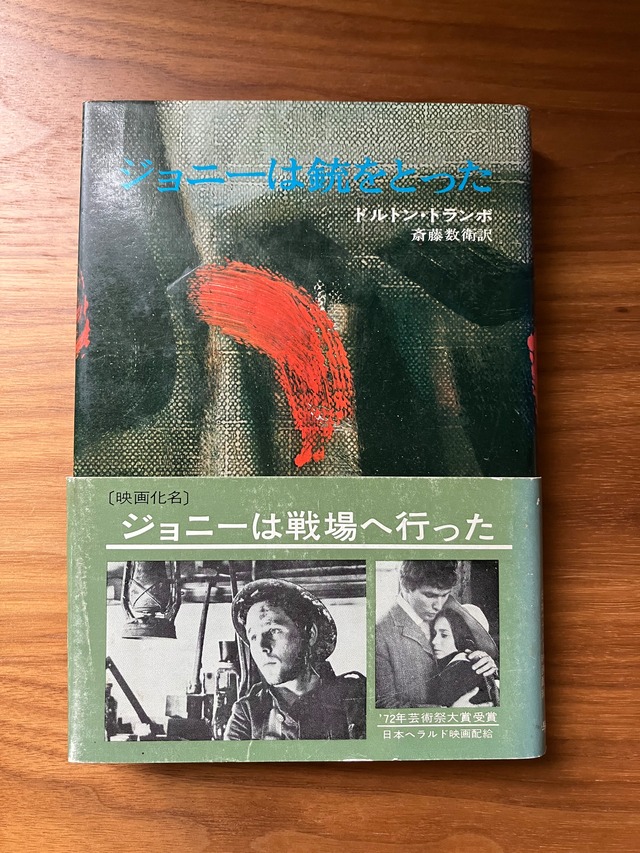 ジョニーは銃をとった
ドルトン・トランボ
斎藤数衛訳
〔映画化名〕
ジョニーは戦場へ行った
'72年芸術祭大賞受賞
日本ヘラルド映画配給